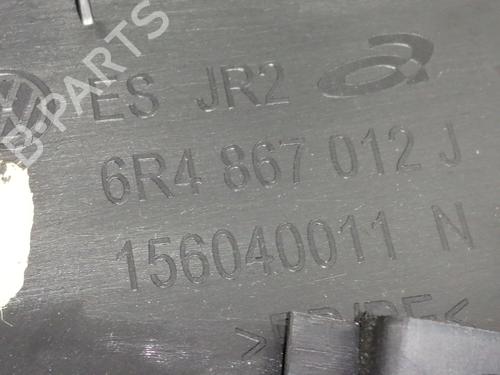 B-PARTS
ES JR2
6R4 867 012 J
156040011 N